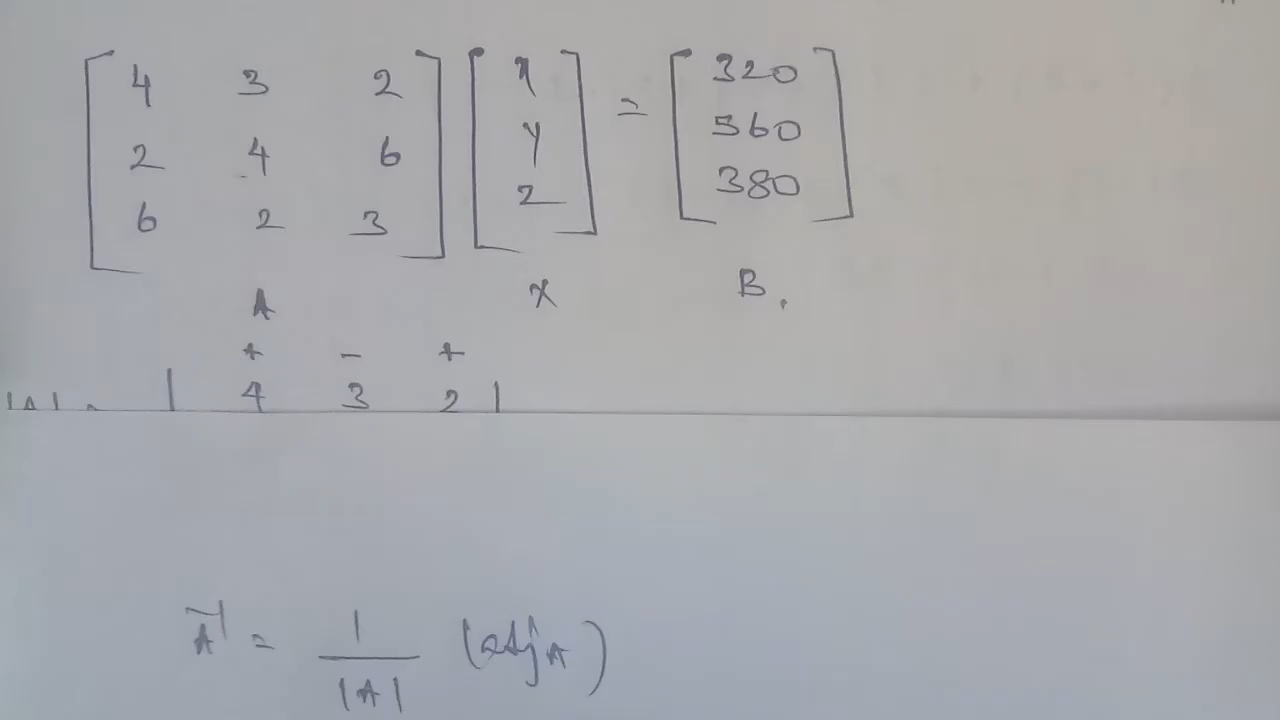 [4 3 2] [x] = [320]
[2 4 6] [y] [560]
[6 2 3] [z] [380]
A X B.
+ - +
|A| = | 4 3 2 |
A⁻¹ = 1/|A| (adj A)